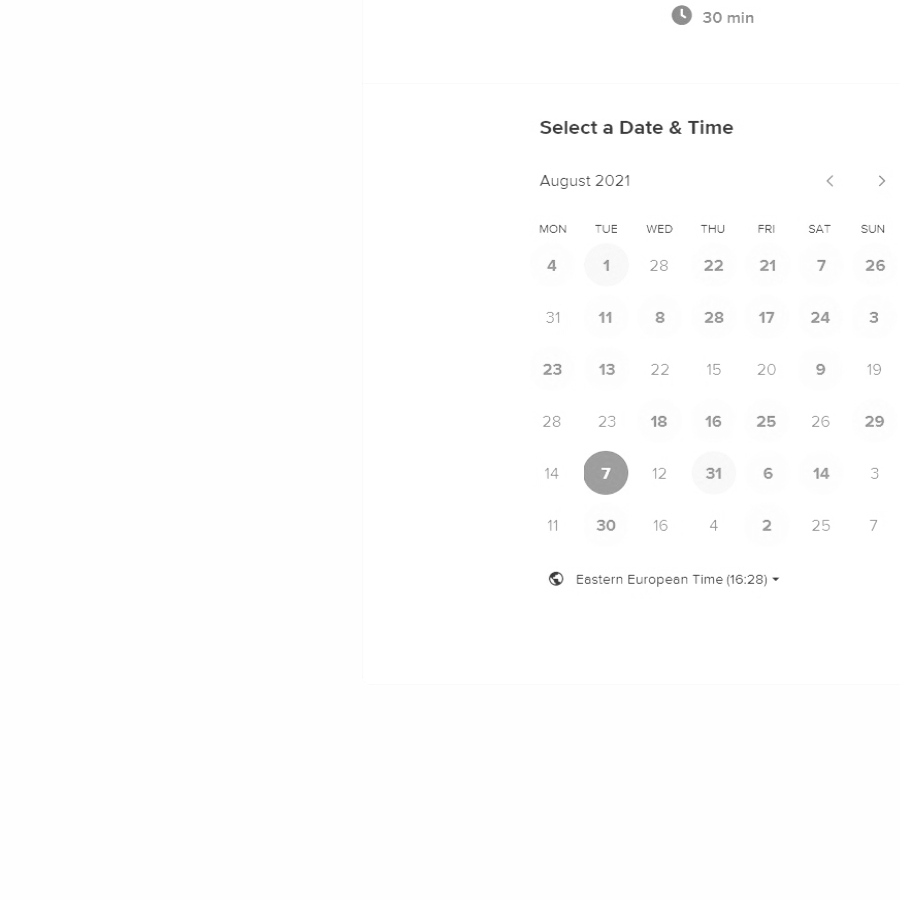 30 min
Select a Date & Time
August 2021
MON TUE WED THU FRI SAT SUN
4 1 28 22 21 7 26
31 11 8 28 17 24 3
23 13 22 15 20 9 19
28 23 18 16 25 26 29
14 7 12 31 6 14 3
11 30 16 4 2 25 7
Eastern European Time (16:28)